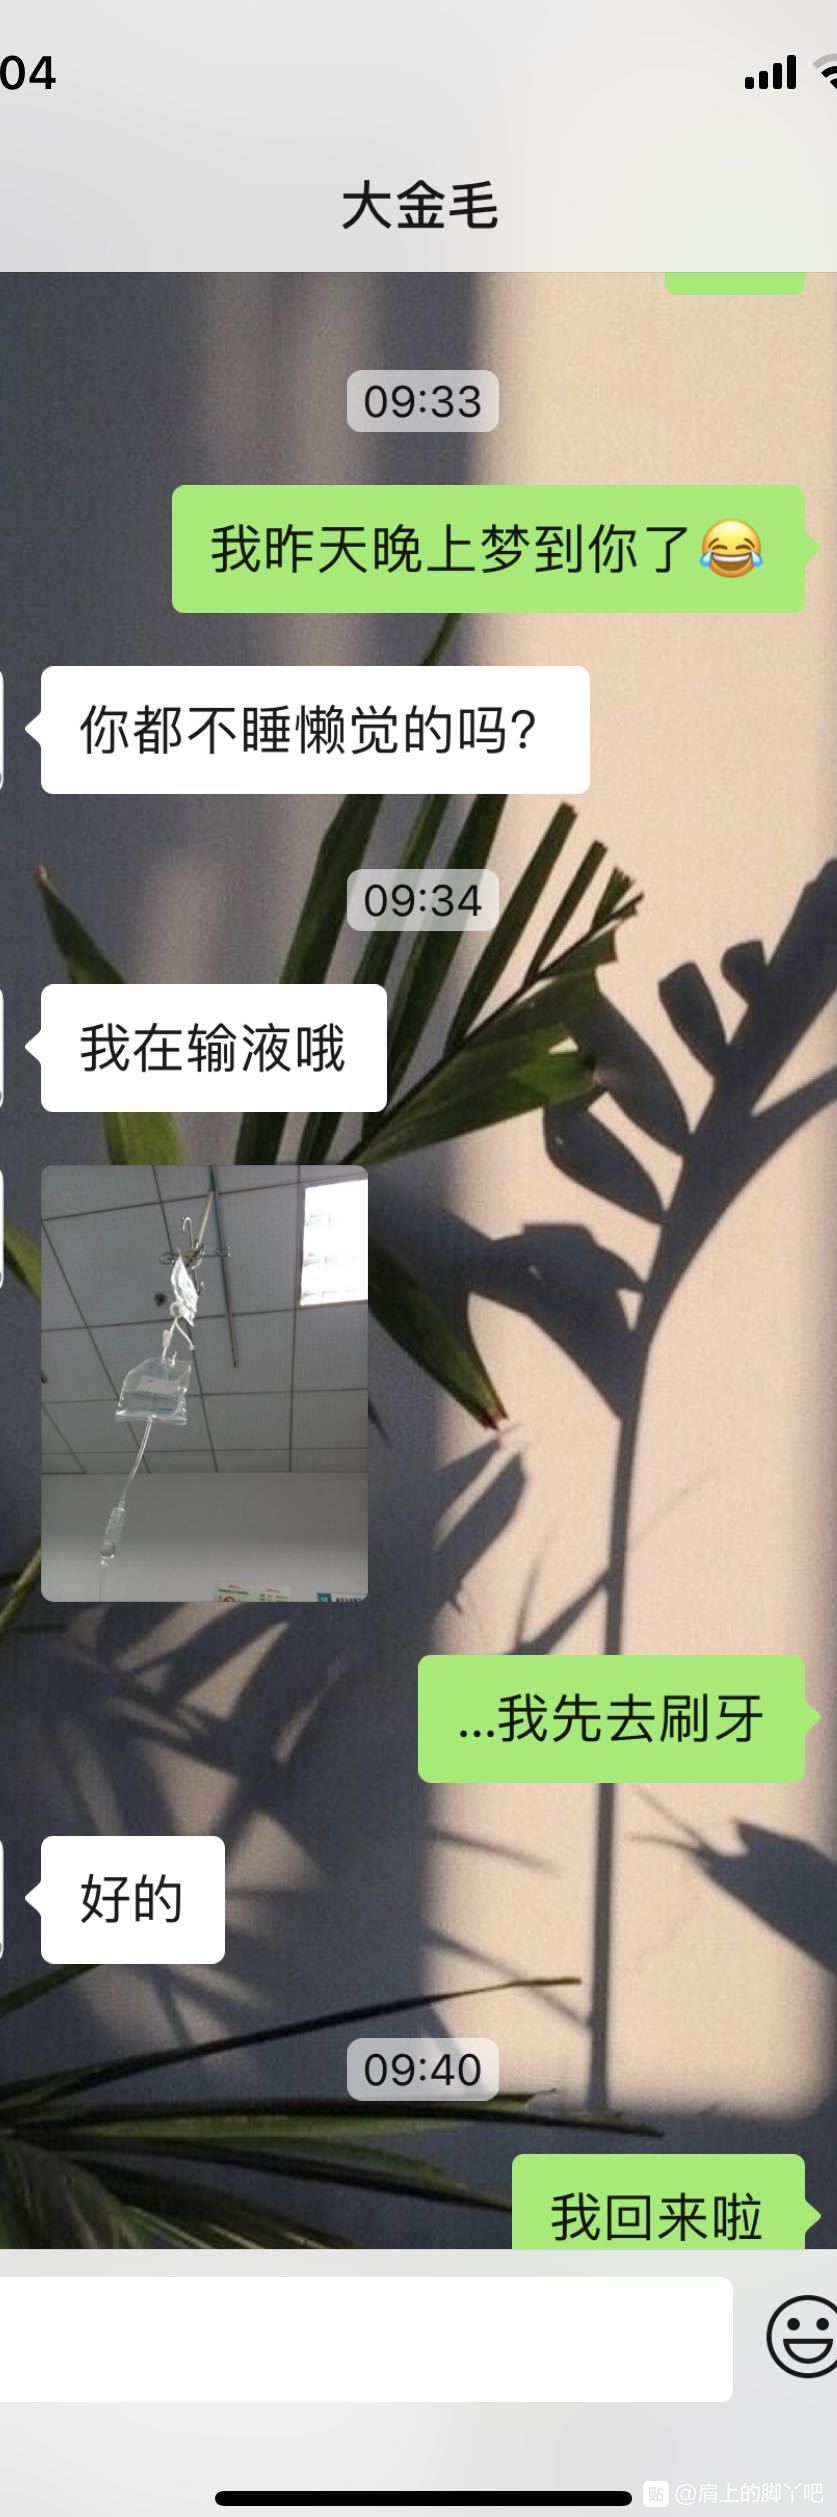 04
大金毛
09:33
我昨天晚上梦到你了😂
你都不睡懒觉的吗?
09:34
我在输液哦
...我先去刷牙
好的
09:40
我回来啦
贴 @肩上的脚丫吧